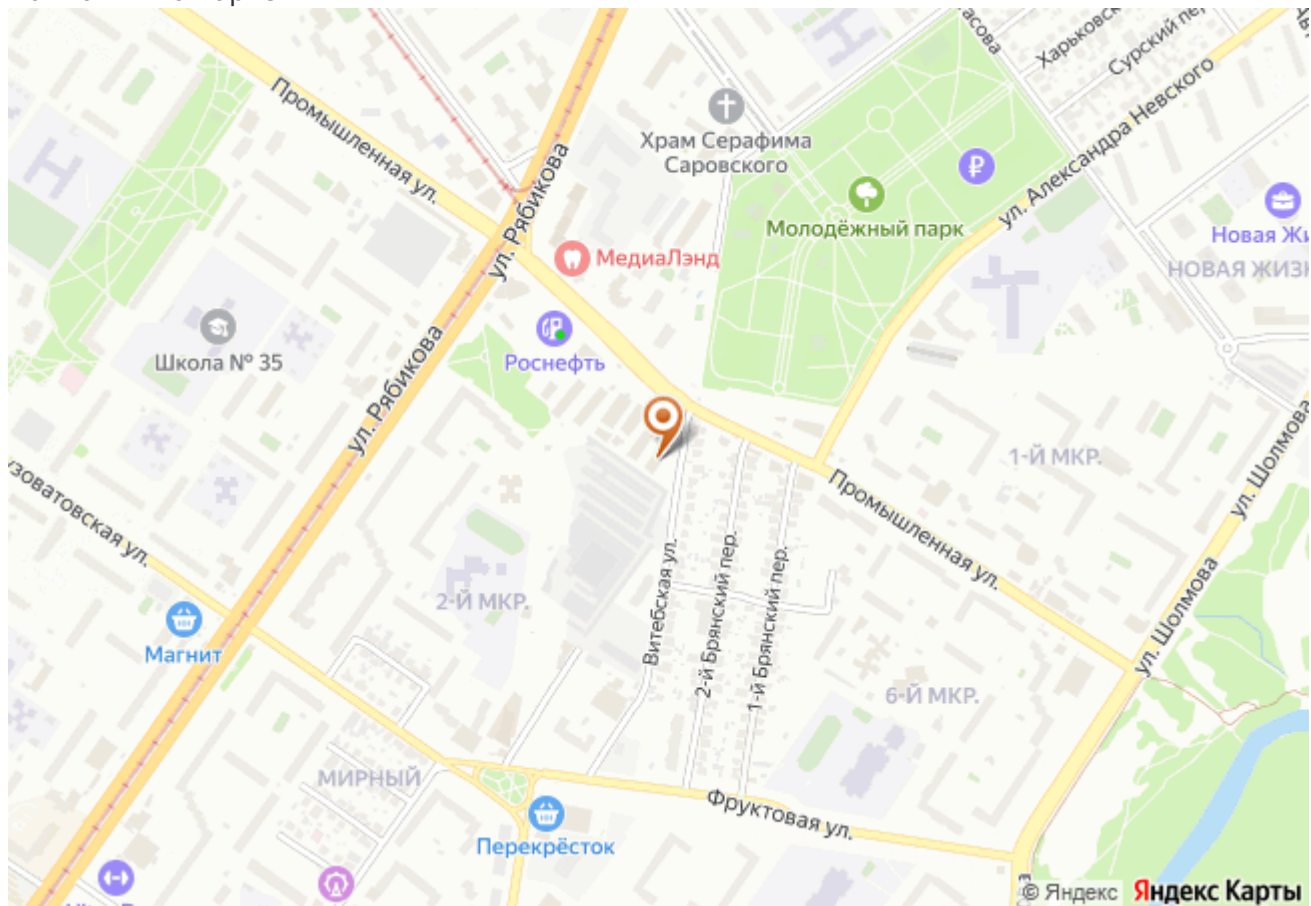 Харьковс
Сурский пер.
ул. Александра Невского
Промышленная ул.
ул. Рябикова
Храм Серафима
Саровского
Молодёжный парк
МедиаЛэнд
Новая Жи
НОВАЯ ЖИЗН
Школа № 35
Роснефть
ул. Рябикова
1-Й МКР.
ул. Шолмова
Промышленная ул.
зоватовская ул.
2-Й МКР.
Витебская ул.
2-й Брянский пер.
1-й Брянский пер.
ул. Шолмова
Магнит
6-Й МКР.
МИРНЫЙ
Фруктовая ул.
Перекрёсток
© Яндекс Яндекс Карты